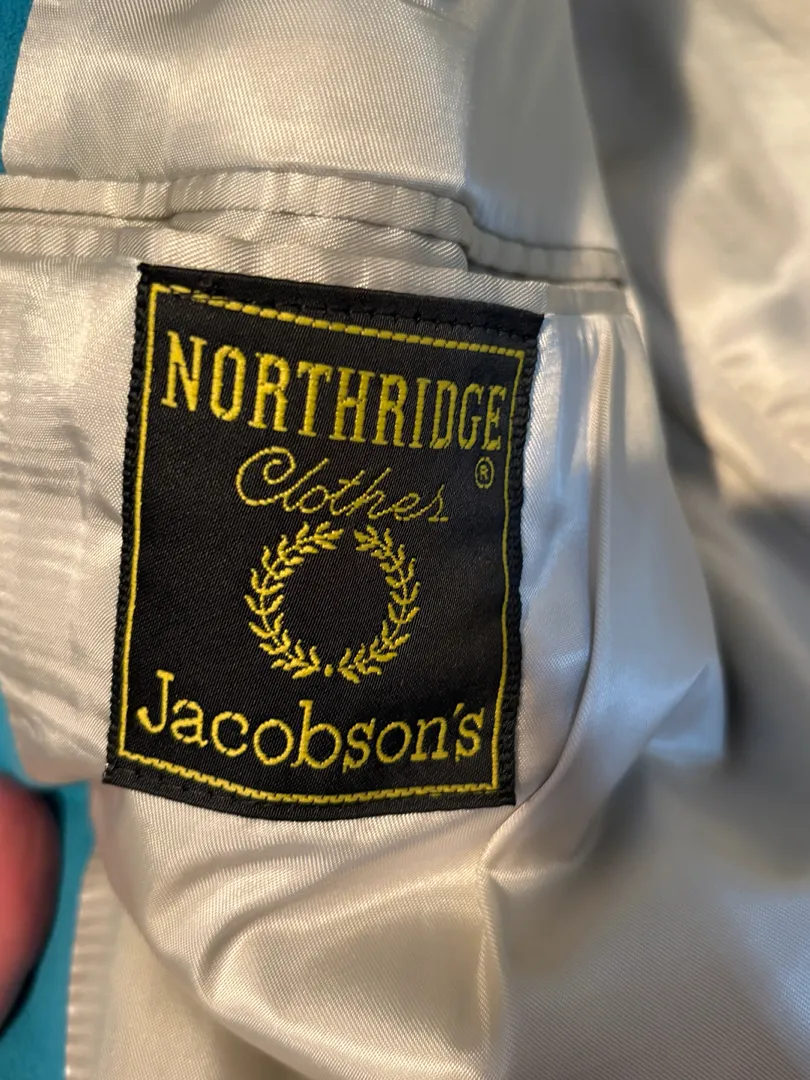 NORTHRIDGE
®
Clothes
Jacobson's